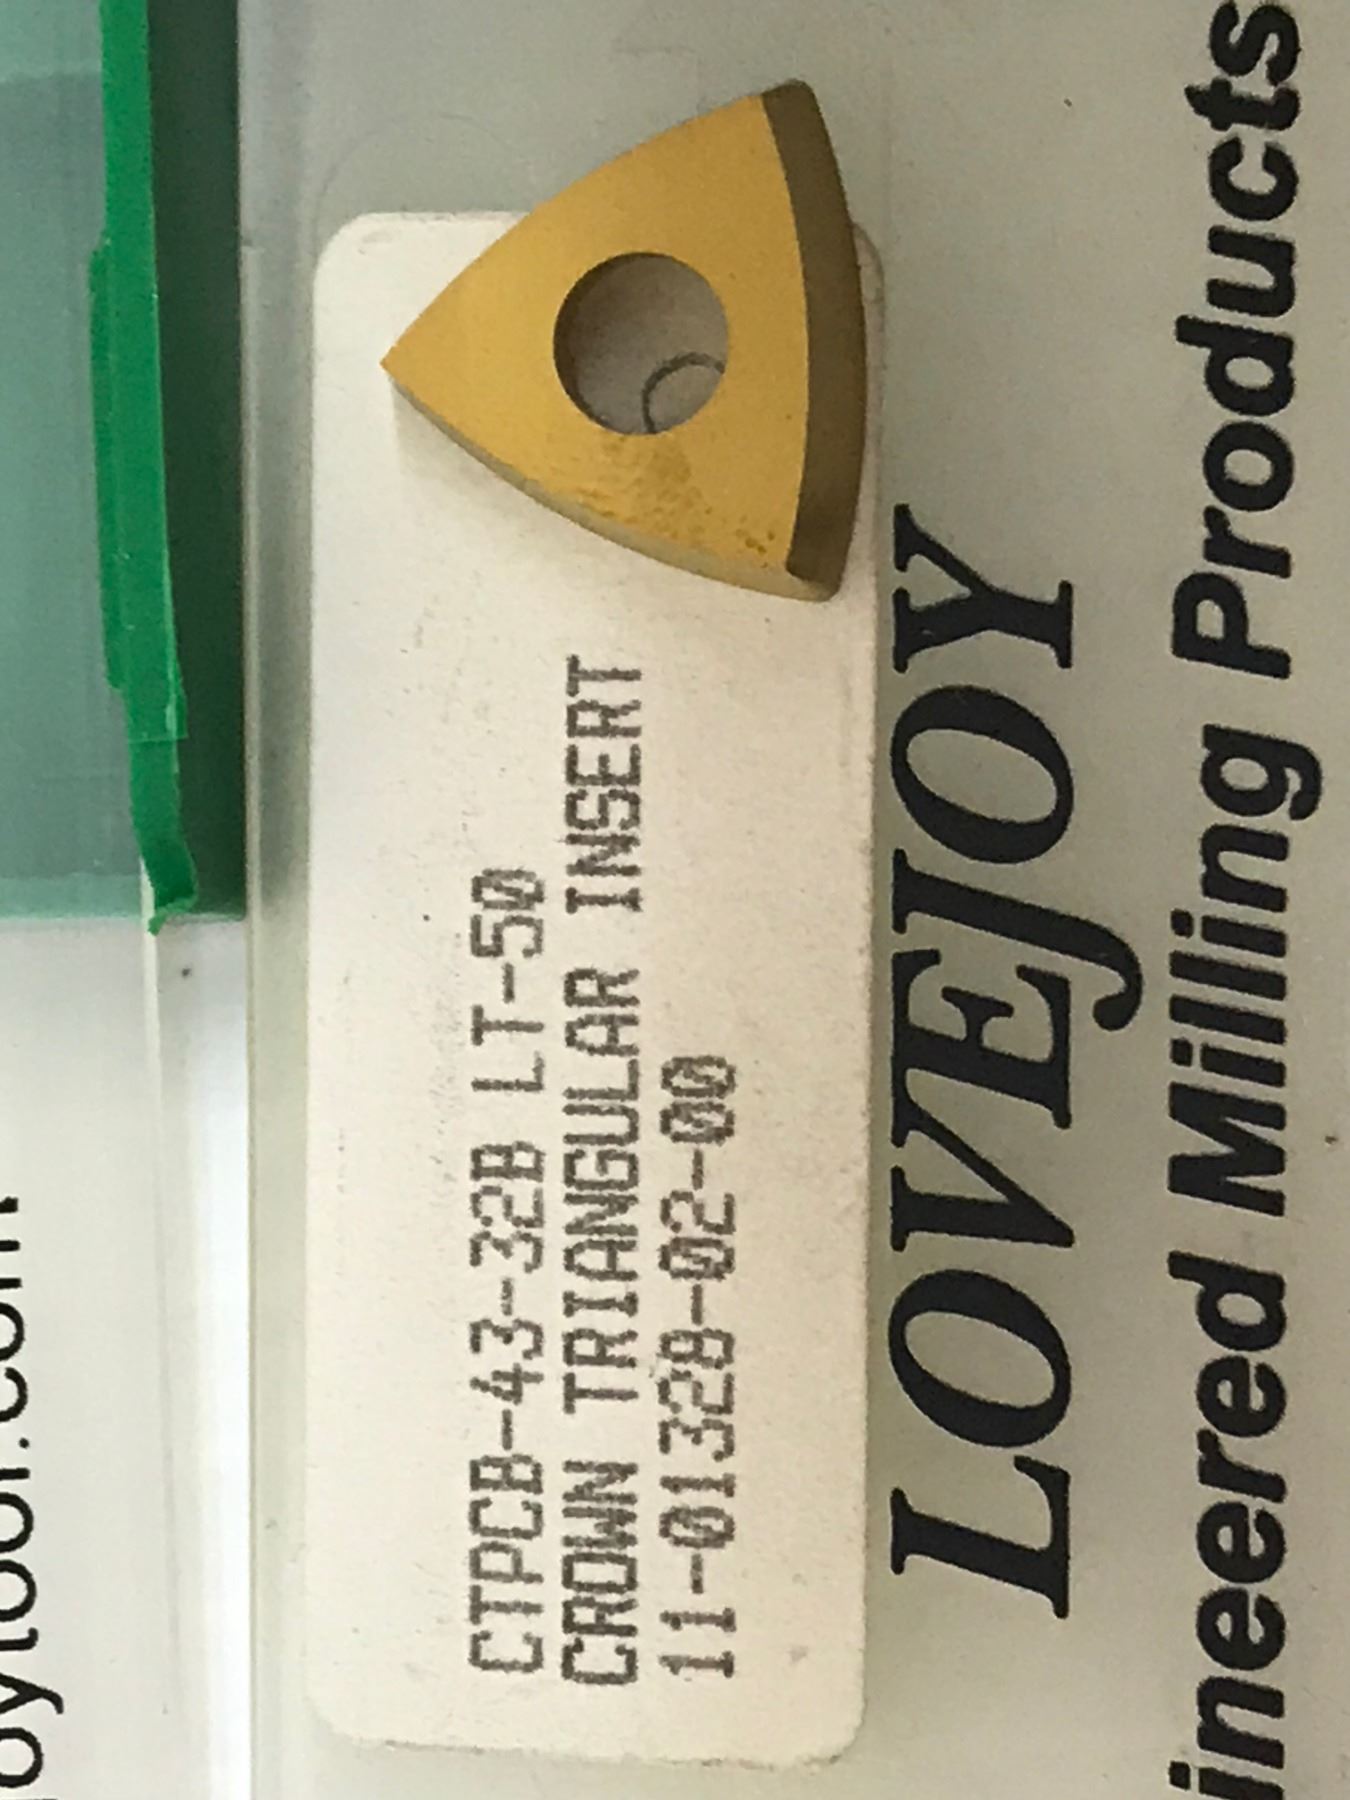 oytool.com
CTPCB-43-32B LT-50
CROWN TRIANGULAR INSERT
11-01328-02-00
LOVEJOY
ineered Milling Products